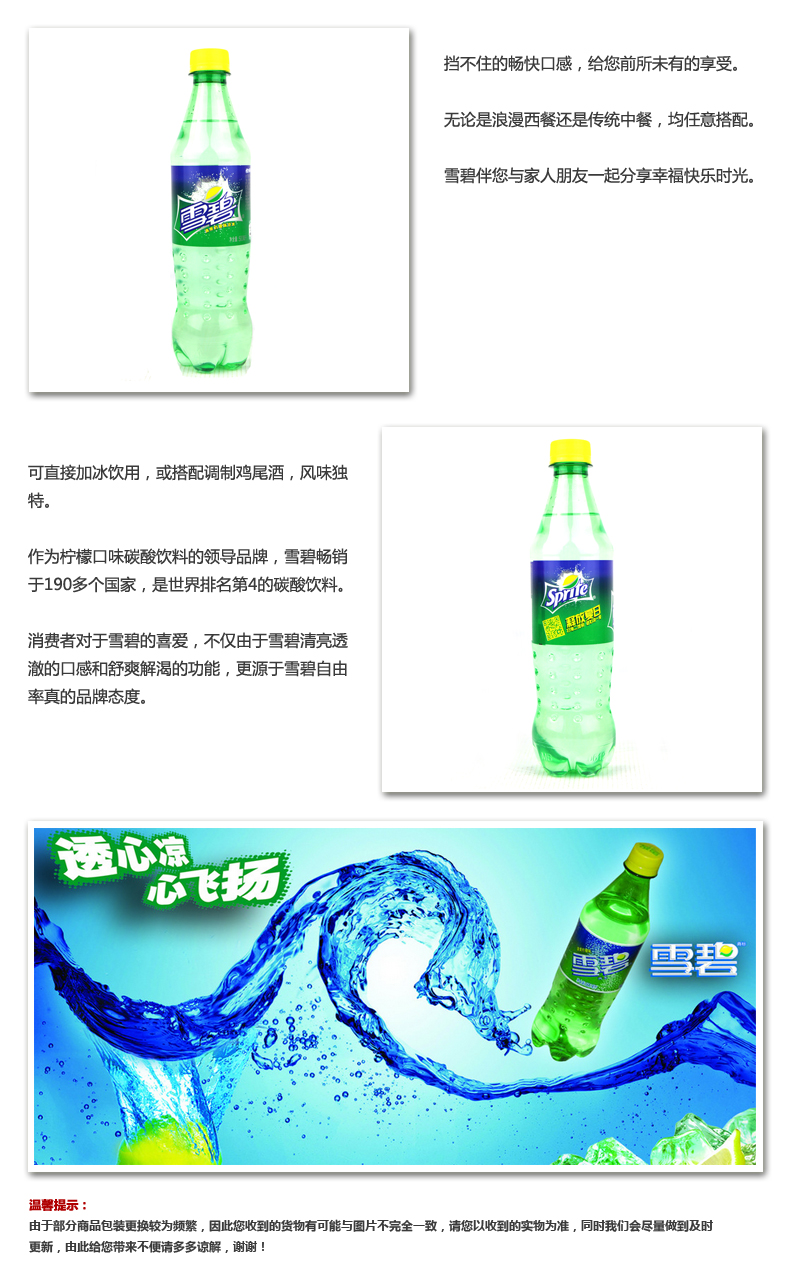 挡不住的畅快口感，给您前所未有的享受。
无论是浪漫西餐还是传统中餐，均任意搭配。
雪碧伴您与家人朋友一起分享幸福快乐时光。
雪碧
可直接加冰饮用，或搭配调制鸡尾酒，风味独
特。
作为柠檬口味碳酸饮料的领导品牌，雪碧畅销
于190多个国家，是世界排名第4的碳酸饮料。
消费者对于雪碧的喜爱，不仅由于雪碧清亮透
澈的口感和舒爽解渴的功能，更源于雪碧自由
率真的品牌态度。
Sprite
释放夏日
透心凉
心飞扬
雪碧
雪碧
温馨提示：
由于部分商品包装更换较为频繁，因此您收到的货物有可能与图片不完全一致，请您以收到的实物为准，同时我们会尽量做到及时
更新，由此给您带来不便请多多谅解，谢谢！